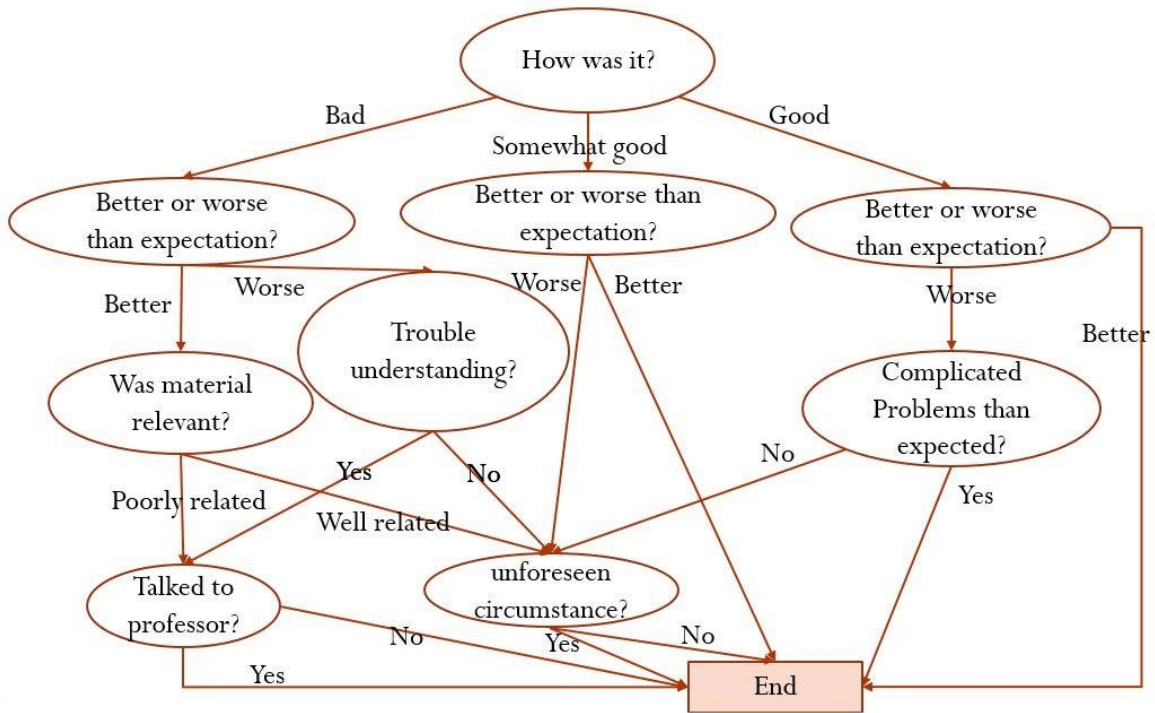 How was it?
Bad
Good
Somewhat good
Better or worse
than expectation?
Better or worse than
expectation?
Better or worse
than expectation?
Worse
Worse
Better
Worse
Better
Better
Trouble
understanding?
Was material
relevant?
Complicated
Problems than
expected?
No
Yes
No
Yes
Poorly related
Well related
Talked to
professor?
unforeseen
circumstance?
No
Yes
No
Yes
End